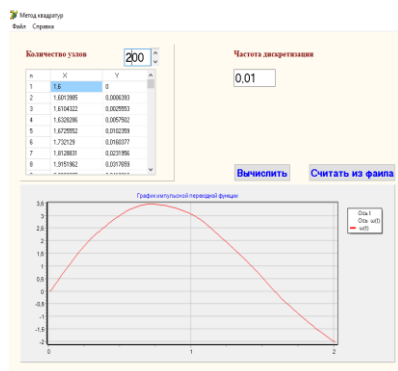 Метод квадратур
Файл Справка
Количество узлов
200
Частота дискретизации
0,01
n X Y
1 1,6 0
2 1,6013985 0,0006393
3 1,6104322 0,0025553
4 1,6328286 0,0057502
5 1,6729552 0,0102359
6 1,732129 0,0160377
7 1,8128831 0,0231956
8 1,9151962 0,0317659
Вычислить
Считать из файла
График импульсной переводной функции
3,5
3
2,5
2
1,5
1
0,5
0
-0,5
-1
-1,5
-2
0 1 2
Ось t
Ось ω(t)
ω(t)